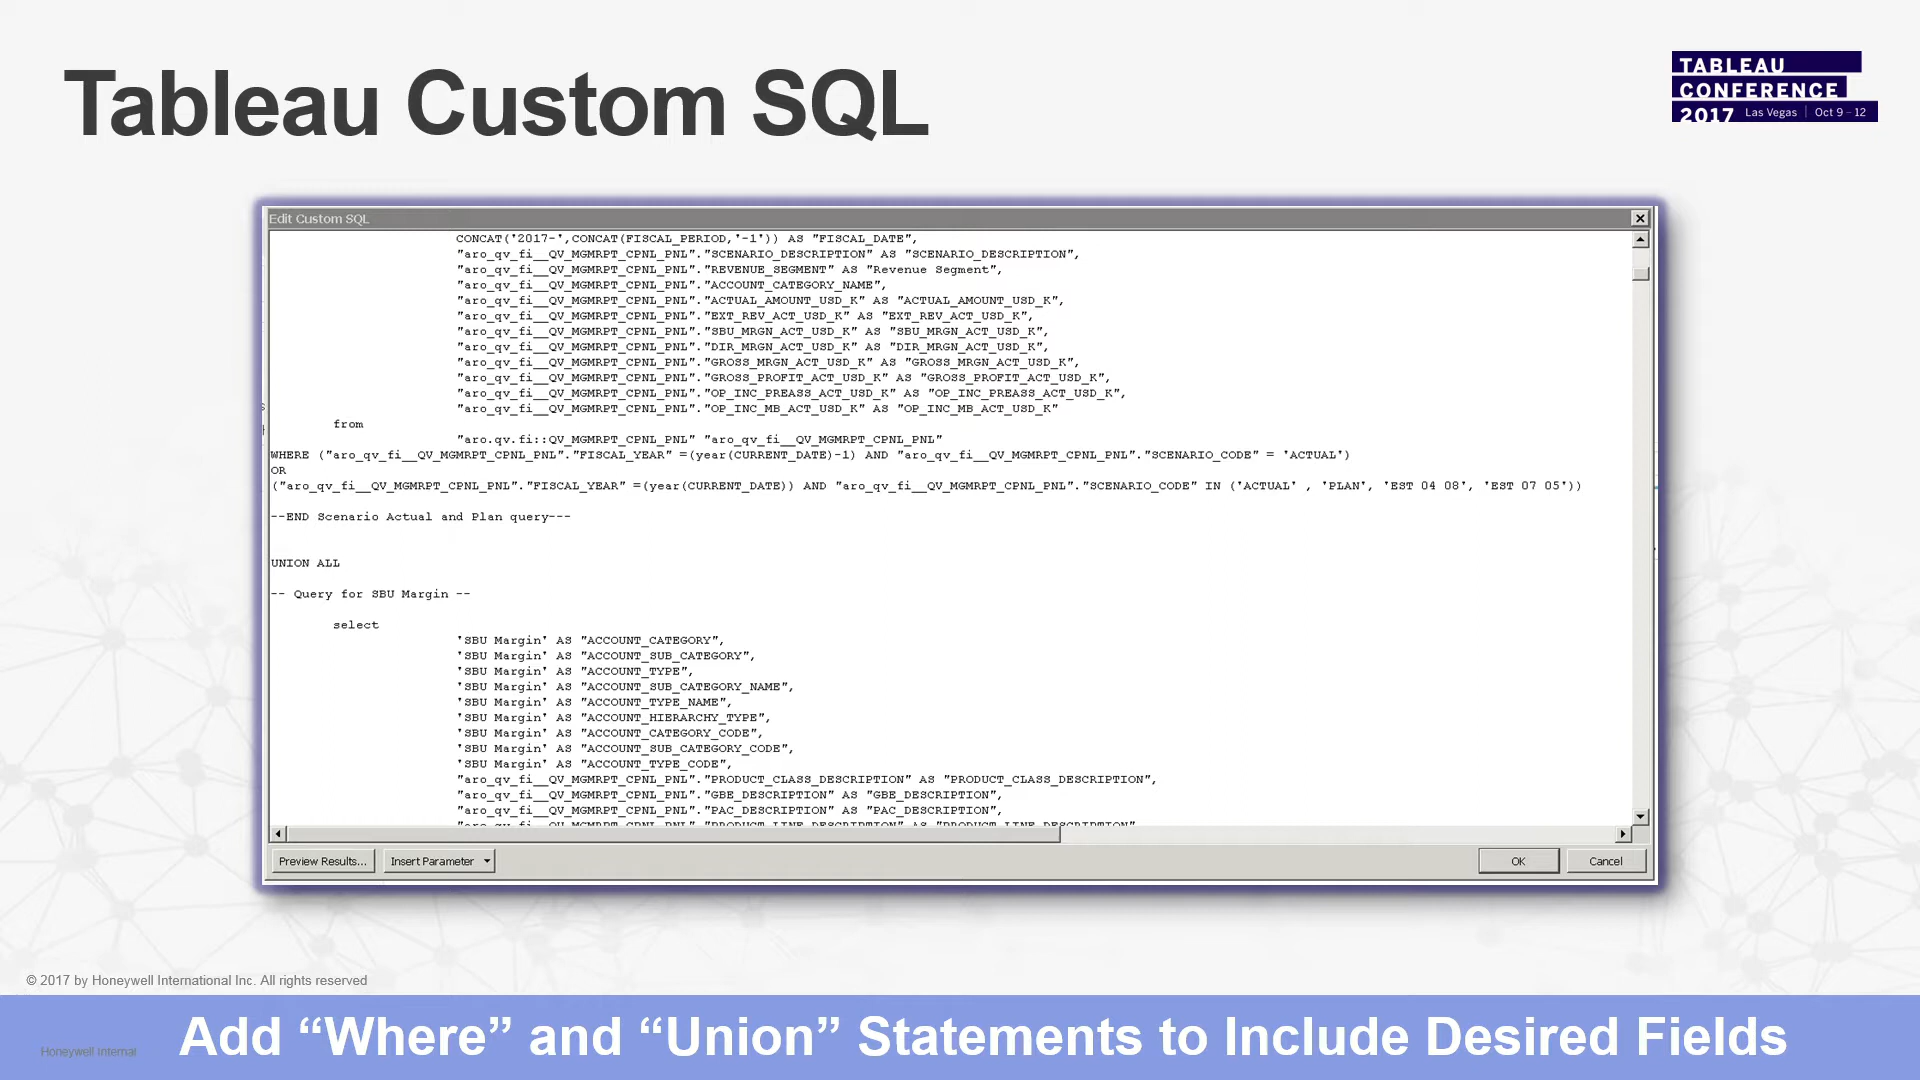 Tableau Custom SQL
TABLEAU
CONFERENCE
2017 Las Vegas | Oct 9 - 12
Edit Custom SQL
CONCAT('2017-',CONCAT(FISCAL_PERIOD,'-1')) AS "FISCAL_DATE",
"aro_qv_fi__QV_MGMRPT_CPNL_PNL"."SCENARIO_DESCRIPTION" AS "SCENARIO_DESCRIPTION",
"aro_qv_fi__QV_MGMRPT_CPNL_PNL"."REVENUE_SEGMENT" AS "Revenue Segment",
"aro_qv_fi__QV_MGMRPT_CPNL_PNL"."ACCOUNT_CATEGORY_NAME",
"aro_qv_fi__QV_MGMRPT_CPNL_PNL"."ACTUAL_AMOUNT_USD_K" AS "ACTUAL_AMOUNT_USD_K",
"aro_qv_fi__QV_MGMRPT_CPNL_PNL"."EXT_REV_ACT_USD_K" AS "EXT_REV_ACT_USD_K",
"aro_qv_fi__QV_MGMRPT_CPNL_PNL"."SBU_MRGN_ACT_USD_K" AS "SBU_MRGN_ACT_USD_K",
"aro_qv_fi__QV_MGMRPT_CPNL_PNL"."DIR_MRGN_ACT_USD_K" AS "DIR_MRGN_ACT_USD_K",
"aro_qv_fi__QV_MGMRPT_CPNL_PNL"."GROSS_MRGN_ACT_USD_K" AS "GROSS_MRGN_ACT_USD_K",
"aro_qv_fi__QV_MGMRPT_CPNL_PNL"."GROSS_PROFIT_ACT_USD_K" AS "GROSS_PROFIT_ACT_USD_K",
"aro_qv_fi__QV_MGMRPT_CPNL_PNL"."OP_INC_PREASS_ACT_USD_K" AS "OP_INC_PREASS_ACT_USD_K",
"aro_qv_fi__QV_MGMRPT_CPNL_PNL"."OP_INC_MB_ACT_USD_K" AS "OP_INC_MB_ACT_USD_K"
from
"aro.qv.fi::QV_MGMRPT_CPNL_PNL" "aro_qv_fi__QV_MGMRPT_CPNL_PNL"
WHERE ("aro_qv_fi__QV_MGMRPT_CPNL_PNL"."FISCAL_YEAR" =(year(CURRENT_DATE)-1) AND "aro_qv_fi__QV_MGMRPT_CPNL_PNL"."SCENARIO_CODE" = 'ACTUAL')
OR
("aro_qv_fi__QV_MGMRPT_CPNL_PNL"."FISCAL_YEAR" =(year(CURRENT_DATE)) AND "aro_qv_fi__QV_MGMRPT_CPNL_PNL"."SCENARIO_CODE" IN ('ACTUAL' , 'PLAN', 'EST 04 08', 'EST 07 05'))
--END Scenario Actual and Plan query---
UNION ALL
-- Query for SBU Margin --
select
'SBU Margin' AS "ACCOUNT_CATEGORY",
'SBU Margin' AS "ACCOUNT_SUB_CATEGORY",
'SBU Margin' AS "ACCOUNT_TYPE",
'SBU Margin' AS "ACCOUNT_SUB_CATEGORY_NAME",
'SBU Margin' AS "ACCOUNT_TYPE_NAME",
'SBU Margin' AS "ACCOUNT_HIERARCHY_TYPE",
'SBU Margin' AS "ACCOUNT_CATEGORY_CODE",
'SBU Margin' AS "ACCOUNT_SUB_CATEGORY_CODE",
'SBU Margin' AS "ACCOUNT_TYPE_CODE",
"aro_qv_fi__QV_MGMRPT_CPNL_PNL"."PRODUCT_CLASS_DESCRIPTION" AS "PRODUCT_CLASS_DESCRIPTION",
"aro_qv_fi__QV_MGMRPT_CPNL_PNL"."GBE_DESCRIPTION" AS "GBE_DESCRIPTION",
"aro_qv_fi__QV_MGMRPT_CPNL_PNL"."PAC_DESCRIPTION" AS "PAC_DESCRIPTION",
"aro_qv_fi__QV_MGMRPT_CPNL_PNL"."PRODUCT_LINE_DESCRIPTION" AS "PRODUCT_LINE_DESCRIPTION",
Preview Results... Insert Parameter OK Cancel
© 2017 by Honeywell International Inc. All rights reserved
Honeywell Internal
Add “Where” and “Union” Statements to Include Desired Fields